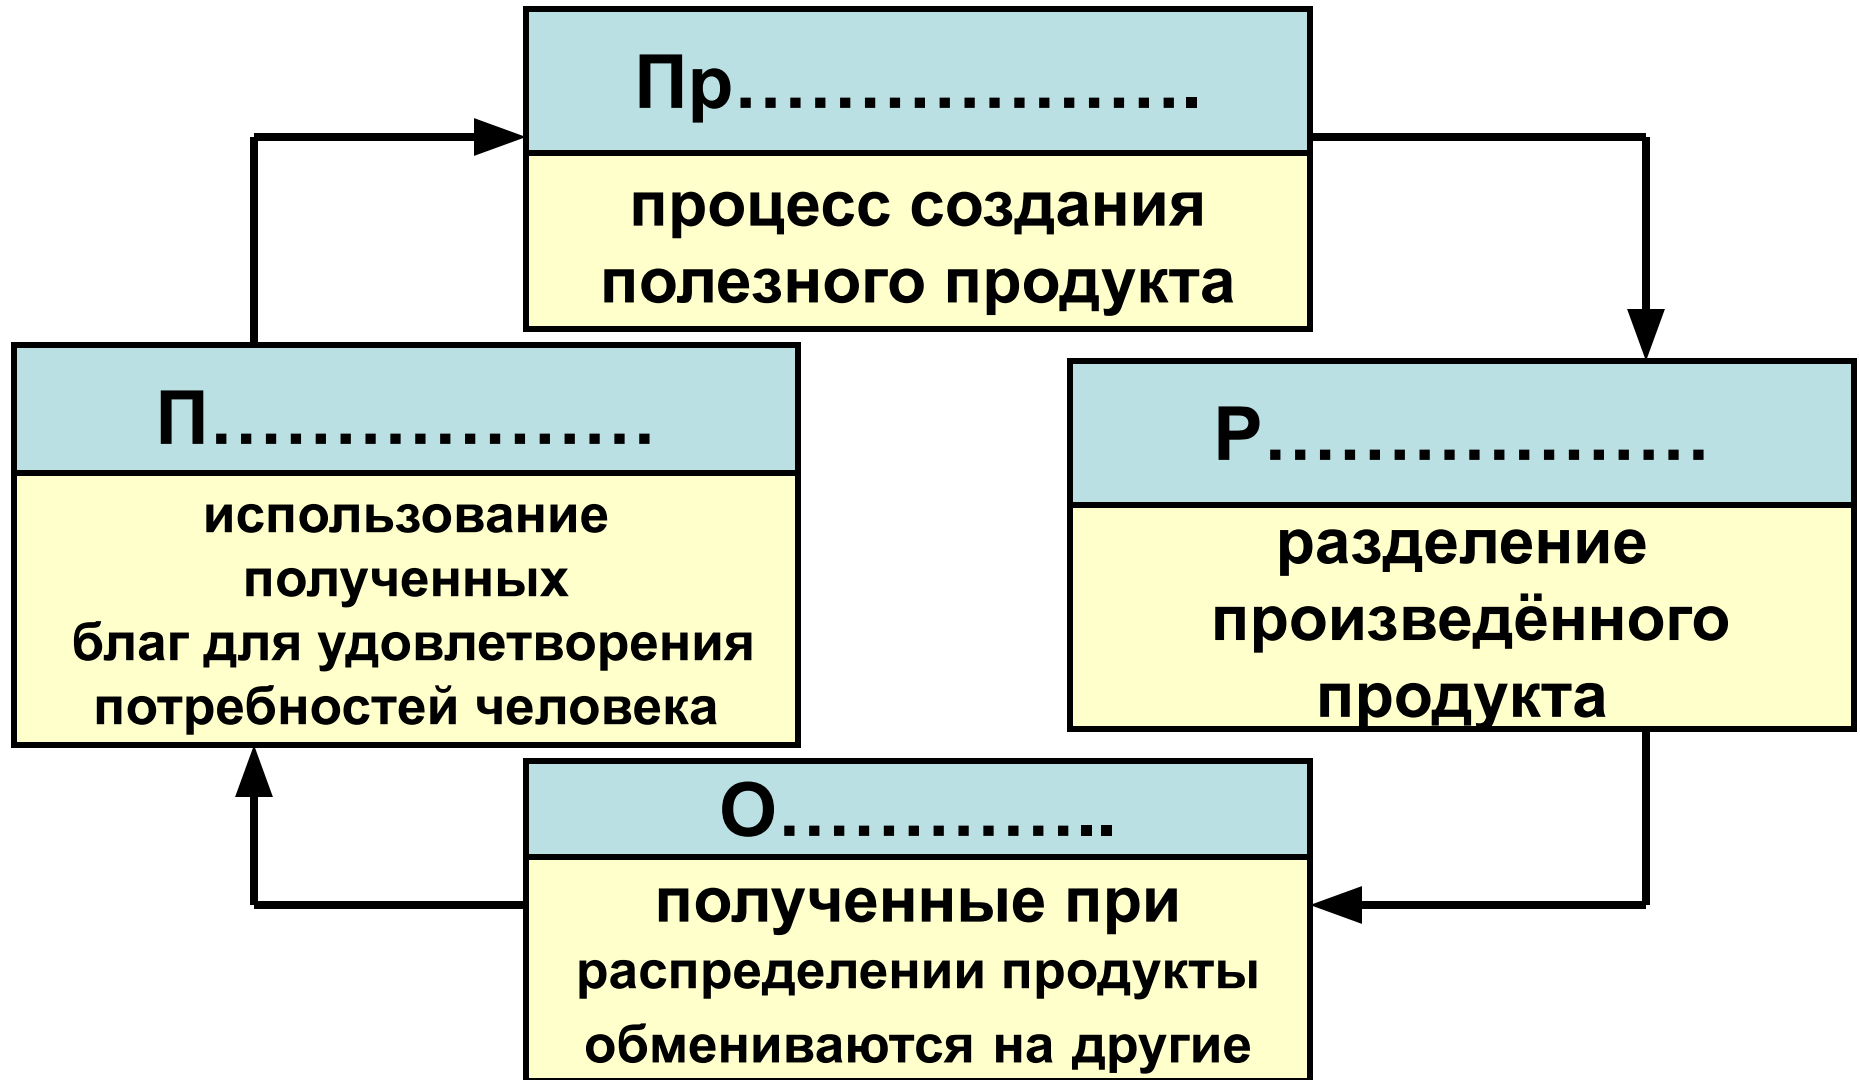 Пр………………….
процесс создания
полезного продукта
П………………
использование
полученных
благ для удовлетворения
потребностей человека
Р………………
разделение
произведённого
продукта
О…………..
полученные при
распределении продукты
обмениваются на другие